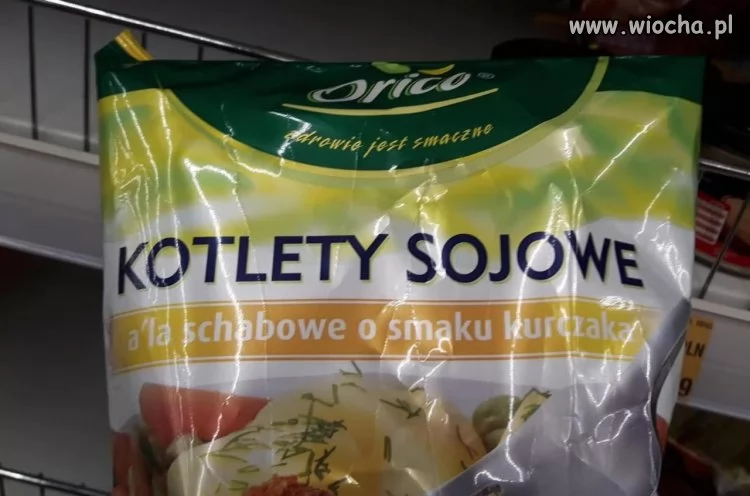 www.wiocha.pl
Orico®
zdrowie jest smaczne
KOTLETY SOJOWE
a'la schabowe o smaku kurczaka